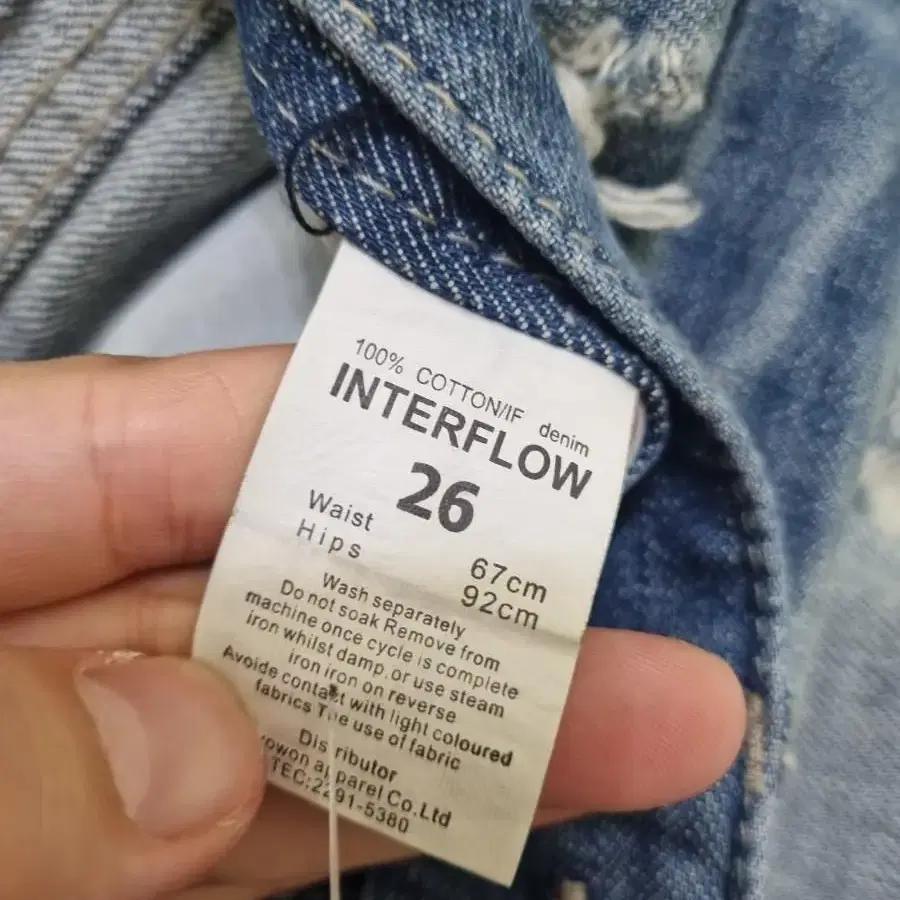 100% COTTON/IF denim
INTERFLOW
26
Waist 67cm
Hips 92cm
Wash separately
Do not soak Remove from
machine once cycle is complete
iron whilst damp, or use steam
iron iron on reverse
Avoide contact with light coloured
fabrics The use of fabric
Distributor
apparel Co.Ltd
TEC:2291-5380